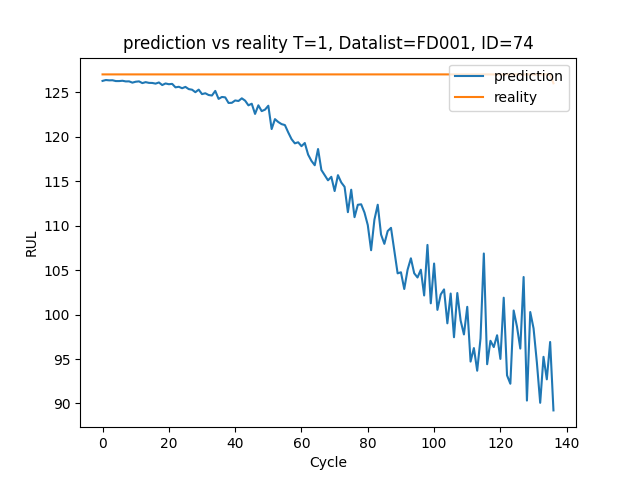 prediction vs reality T=1, Datalist=FD001, ID=74
prediction
reality
RUL
125
120
115
110
105
100
95
90
0 20 40 60 80 100 120 140
Cycle